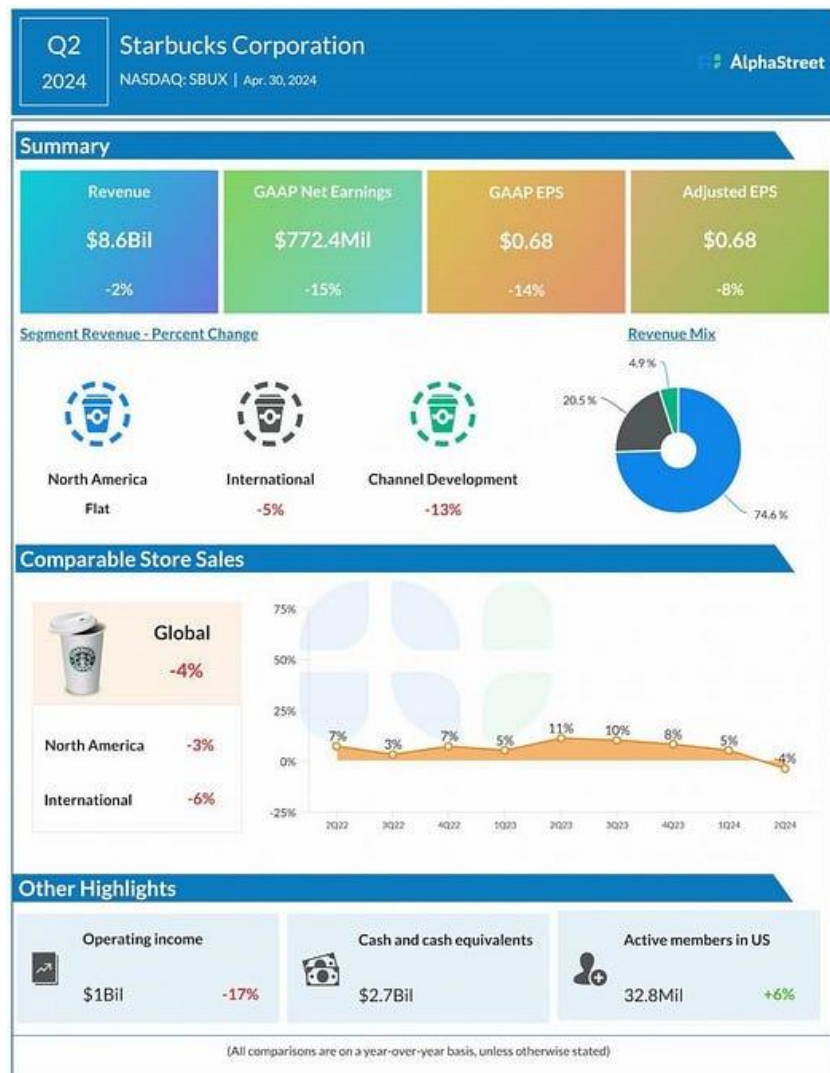 Q2
2024
Starbucks Corporation
NASDAQ: SBUX | Apr. 30, 2024
AlphaStreet
Summary
Revenue
$8.6Bil
-2%
GAAP Net Earnings
$772.4Mil
-15%
GAAP EPS
$0.68
-14%
Adjusted EPS
$0.68
-8%
Segment Revenue - Percent Change
North America
Flat
International
-5%
Channel Development
-13%
Revenue Mix
4.9 %
20.5 %
74.6 %
Comparable Store Sales
Global
-4%
North America -3%
International -6%
75%
50%
25%
0%
-25%
7% 3% 7% 5% 11% 10% 8% 5% -4%
2Q22 3Q22 4Q22 1Q23 2Q23 3Q23 4Q23 1Q24 2Q24
Other Highlights
Operating income
$1Bil -17%
Cash and cash equivalents
$2.7Bil
Active members in US
32.8Mil +6%
(All comparisons are on a year-over-year basis, unless otherwise stated)